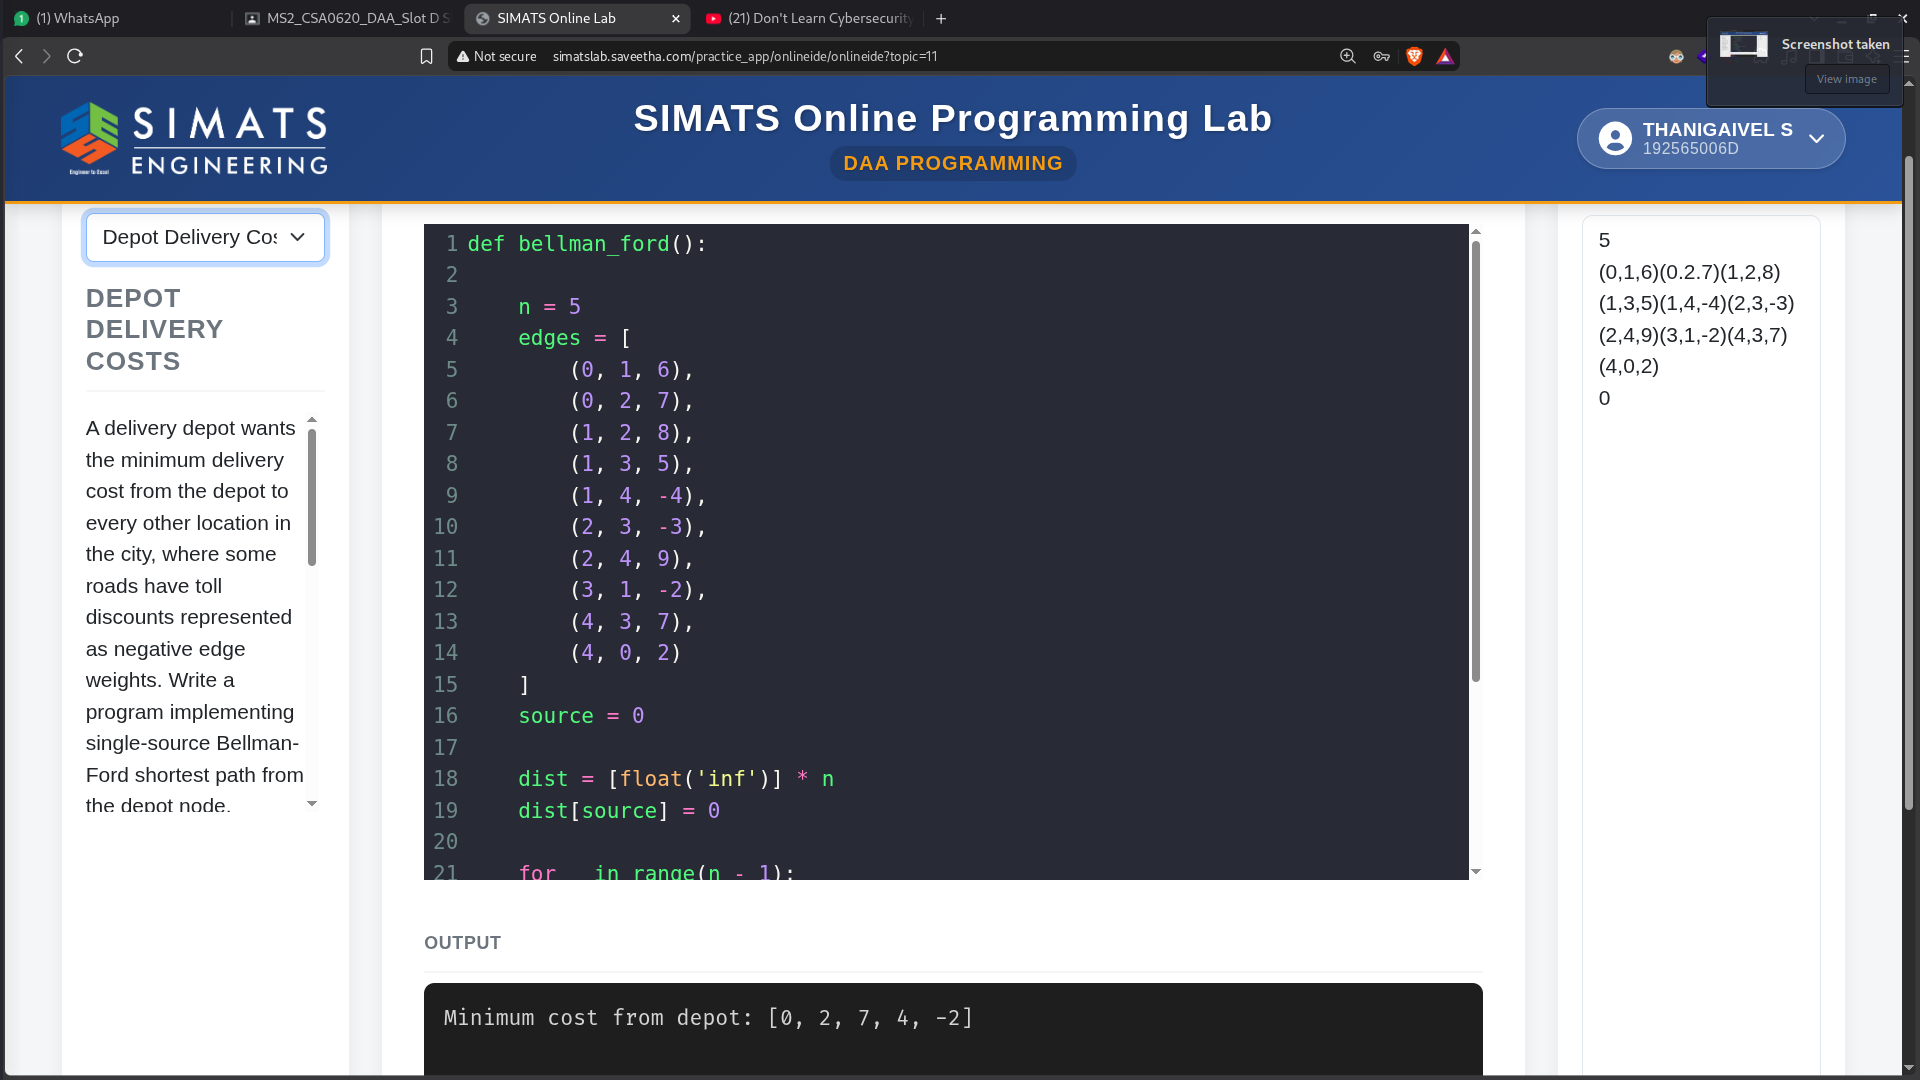 (1) WhatsApp
MS2_CSA0620_DAA_Slot D S
SIMATS Online Lab
(21) Don't Learn Cybersecurity
Not secure simatslab.saveetha.com/practice_app/onlineide/onlineide?topic=11
Screenshot taken
View image
SIMATS
ENGINEERING
Engineer to Excel
SIMATS Online Programming Lab
DAA PROGRAMMING
THANIGAIVEL S
192565006D
Depot Delivery Cos
DEPOT
DELIVERY
COSTS
A delivery depot wants
the minimum delivery
cost from the depot to
every other location in
the city, where some
roads have toll
discounts represented
as negative edge
weights. Write a
program implementing
single-source Bellman-
Ford shortest path from
the depot node.
1 def bellman_ford():
2
3 n = 5
4 edges = [
5 (0, 1, 6),
6 (0, 2, 7),
7 (1, 2, 8),
8 (1, 3, 5),
9 (1, 4, -4),
10 (2, 3, -3),
11 (2, 4, 9),
12 (3, 1, -2),
13 (4, 3, 7),
14 (4, 0, 2)
15 ]
16 source = 0
17
18 dist = [float('inf')] * n
19 dist[source] = 0
20
21 for _ in range(n - 1):
OUTPUT
Minimum cost from depot: [0, 2, 7, 4, -2]
5
(0,1,6)(0.2.7)(1,2,8)
(1,3,5)(1,4,-4)(2,3,-3)
(2,4,9)(3,1,-2)(4,3,7)
(4,0,2)
0